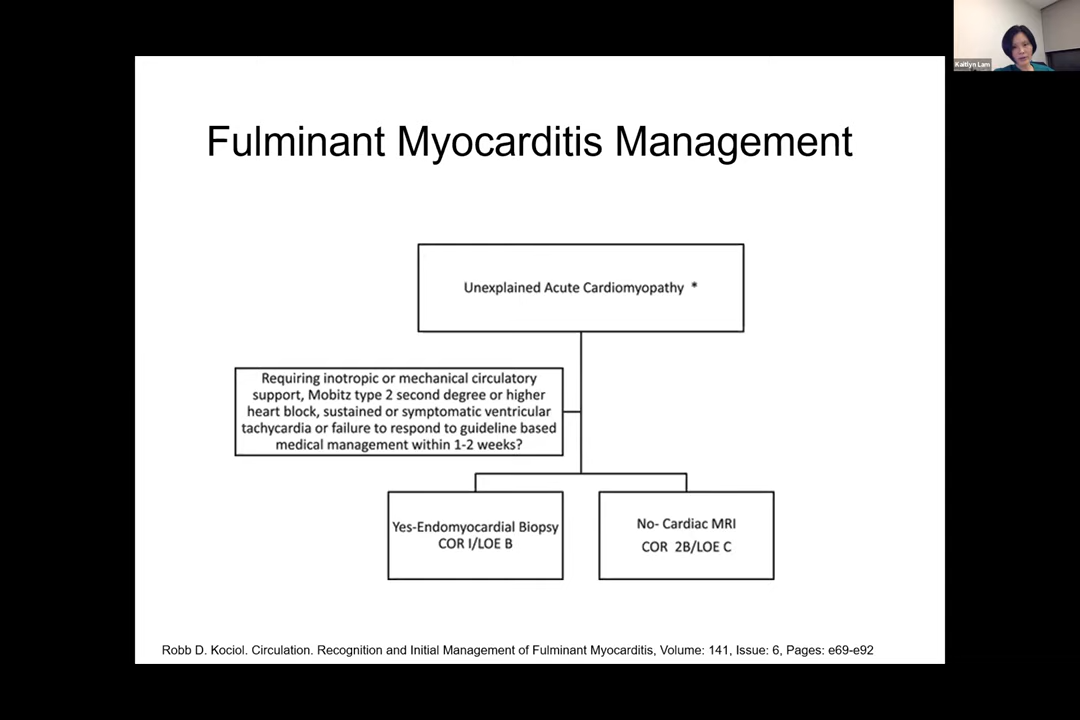 Kaitlyn Lam
Fulminant Myocarditis Management
Unexplained Acute Cardiomyopathy *
Requiring inotropic or mechanical circulatory
support, Mobitz type 2 second degree or higher
heart block, sustained or symptomatic ventricular
tachycardia or failure to respond to guideline based
medical management within 1-2 weeks?
Yes-Endomyocardial Biopsy
COR I/LOE B
No- Cardiac MRI
COR 2B/LOE C
Robb D. Kociol. Circulation. Recognition and Initial Management of Fulminant Myocarditis, Volume: 141, Issue: 6, Pages: e69-e92